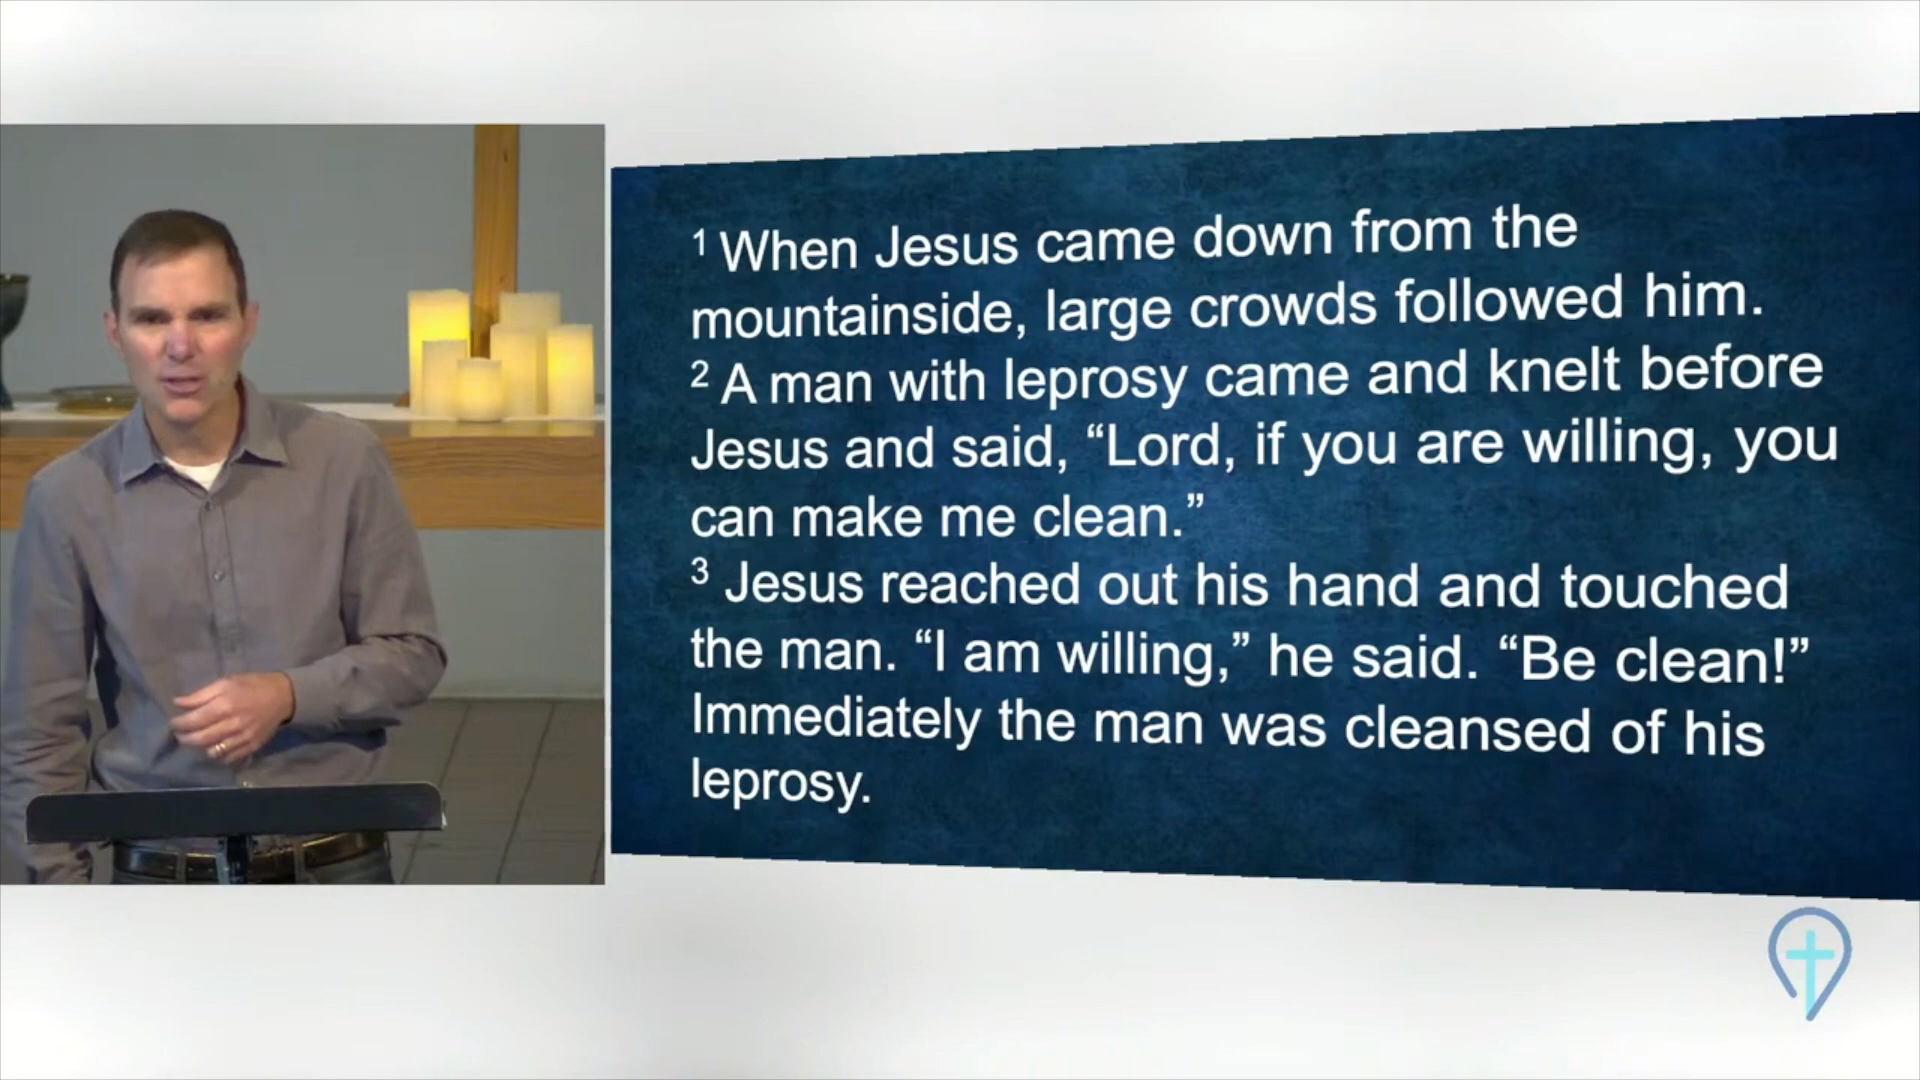 ¹ When Jesus came down from the
mountainside, large crowds followed him.
² A man with leprosy came and knelt before
Jesus and said, “Lord, if you are willing, you
can make me clean.”
³ Jesus reached out his hand and touched
the man. “I am willing,” he said. “Be clean!”
Immediately the man was cleansed of his
leprosy.